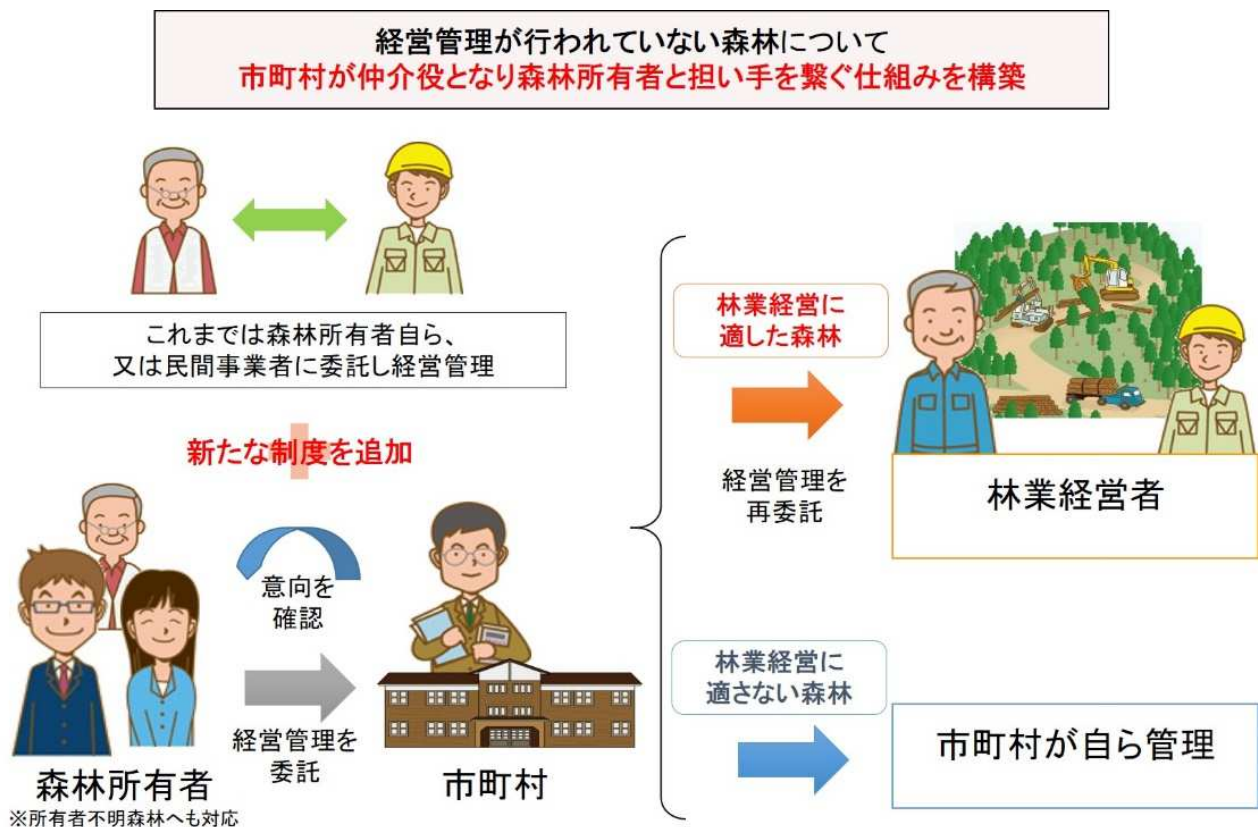 経営管理が行われていない森林について
市町村が仲介役となり森林所有者と担い手を繋ぐ仕組みを構築
これまでは森林所有者自ら、
又は民間事業者に委託し経営管理
新たな制度を追加
意向を
確認
経営管理を
委託
森林所有者
※所有者不明森林へも対応
市町村
林業経営に
適した森林
経営管理を
再委託
林業経営者
林業経営に
適さない森林
市町村が自ら管理